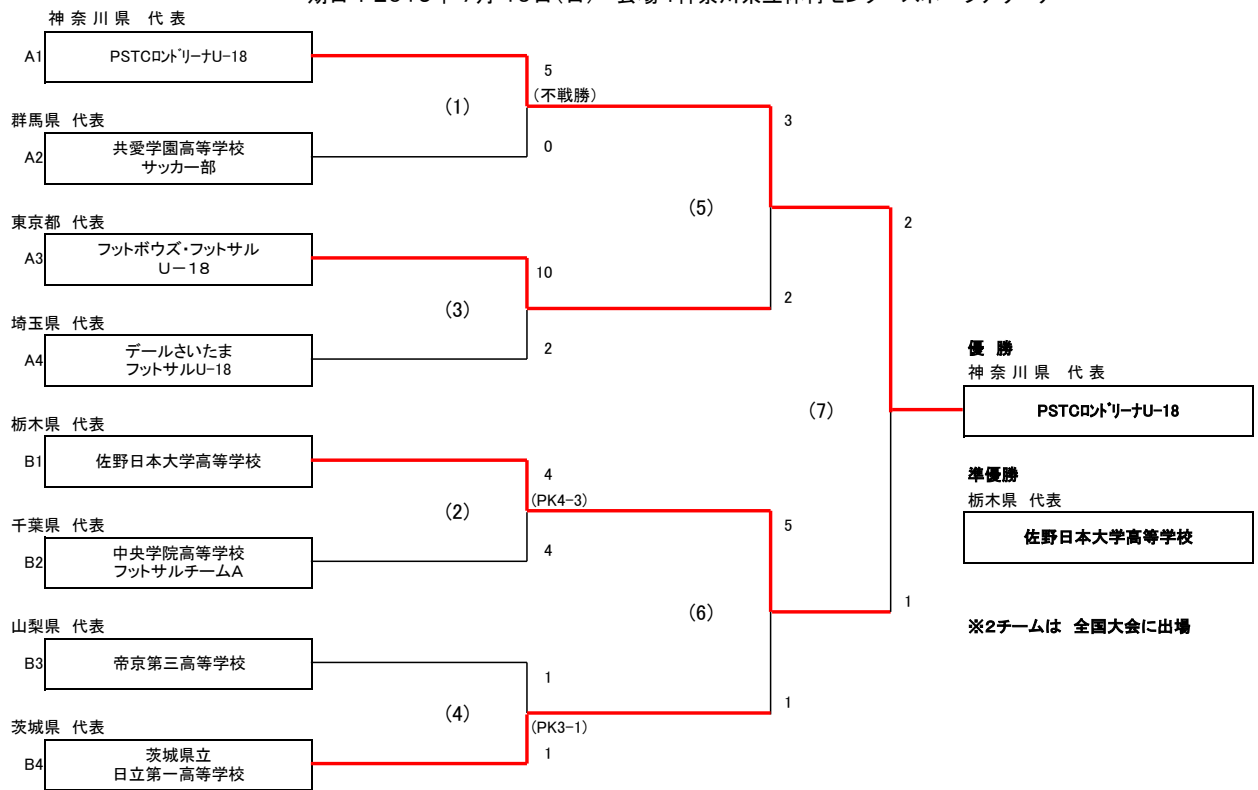 神奈川県 代表
A1
PSTCロンドリーナU-18
5
(不戦勝)
(1)
3
群馬県 代表
A2
共愛学園高等学校
サッカー部
0
(5)
東京都 代表
2
A3
フットボウズ・フットサル
U－18
10
(3)
2
埼玉県 代表
A4
デールさいたま
フットサルU-18
2
優 勝
神奈川県 代表
PSTCロンドリーナU-18
(7)
栃木県 代表
B1
佐野日本大学高等学校
4
(PK4-3)
(2)
5
準優勝
栃木県 代表
佐野日本大学高等学校
千葉県 代表
B2
中央学院高等学校
フットサルチームA
4
(6)
1
※2チームは 全国大会に出場
山梨県 代表
B3
帝京第三高等学校
1
(4)
1
茨城県 代表
(PK3-1)
B4
茨城県立
日立第一高等学校
1